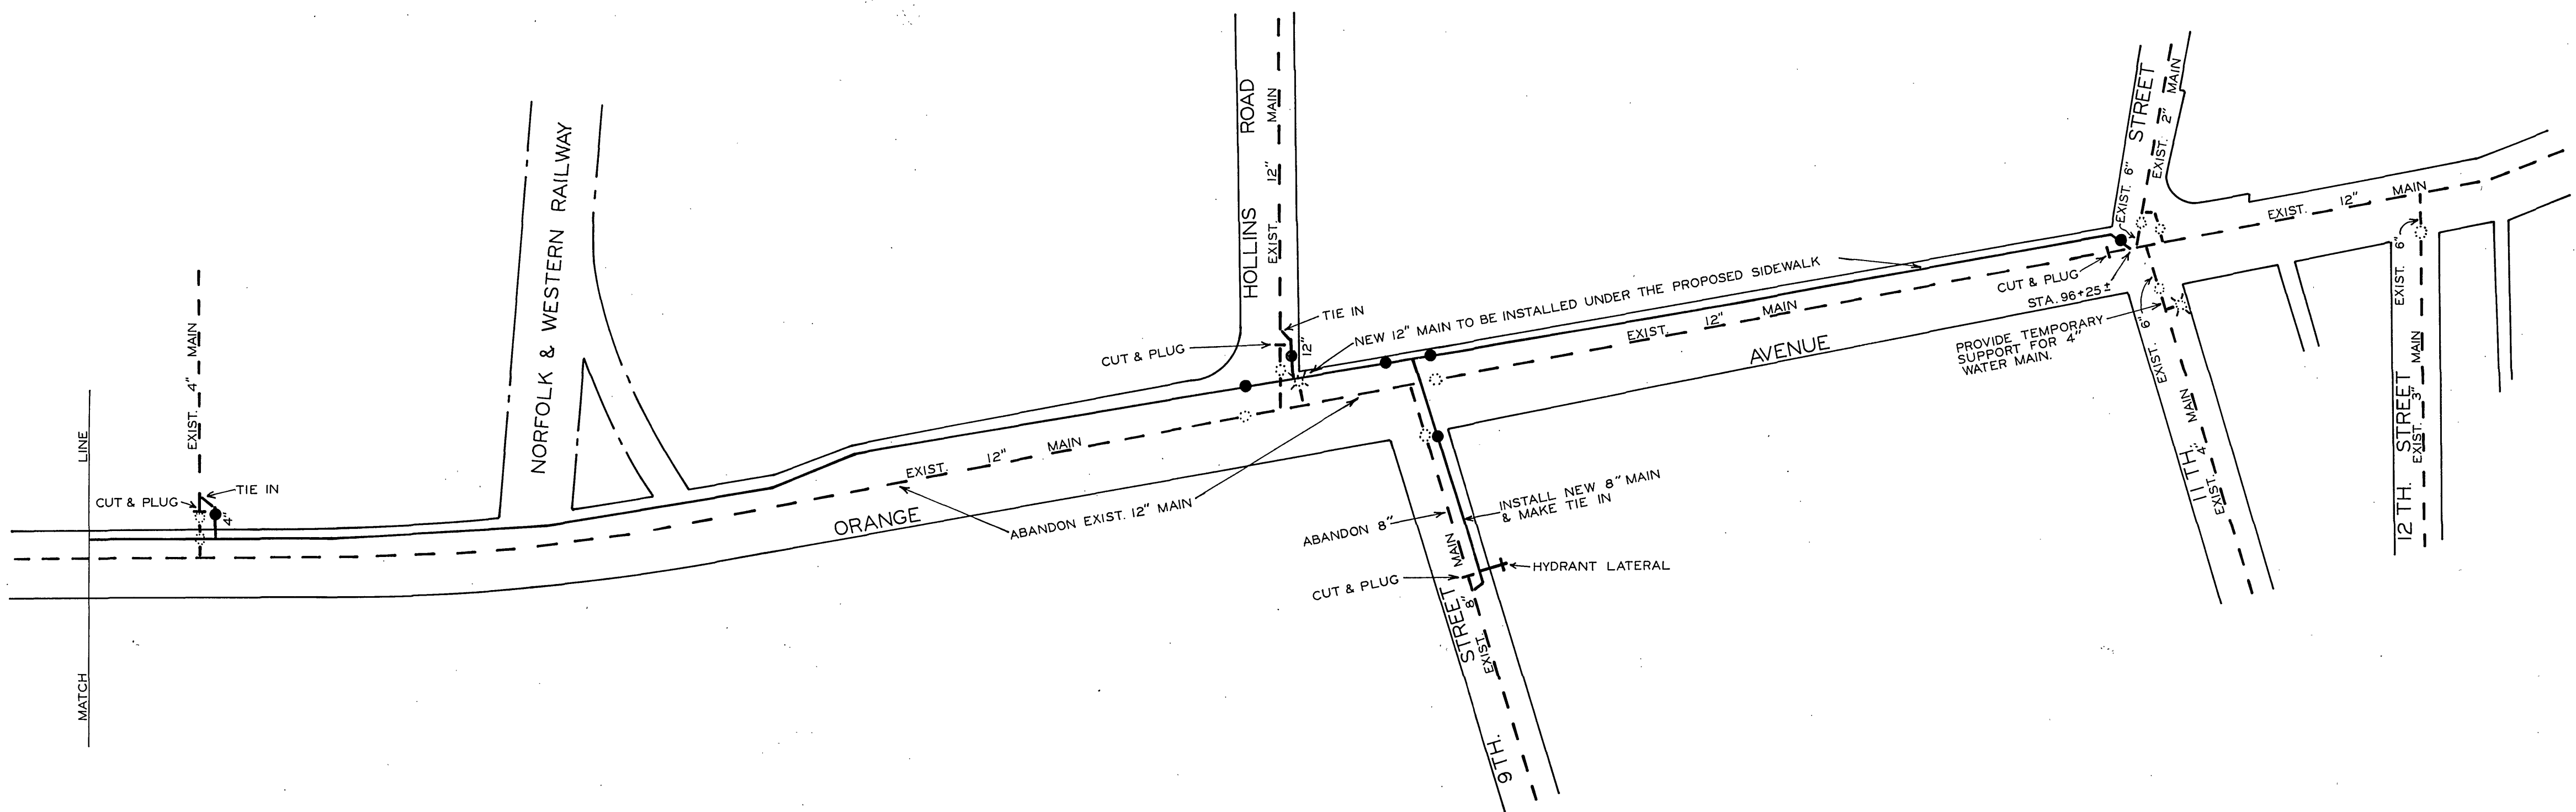 MATCH LINE
EXIST. 4" MAIN
CUT & PLUG
TIE IN
4"
NORFOLK & WESTERN RAILWAY
HOLLINS ROAD
EXIST. 12" MAIN
TIE IN
CUT & PLUG
12"
NEW 12" MAIN TO BE INSTALLED UNDER THE PROPOSED SIDEWALK
EXIST. 12" MAIN
ABANDON EXIST. 12" MAIN
ORANGE AVENUE
EXIST. 12" MAIN
INSTALL NEW 8" MAIN
& MAKE TIE IN
ABANDON 8"
MAIN
HYDRANT LATERAL
CUT & PLUG
8"
EXIST.
9TH. STREET
CUT & PLUG
STA. 96+25±
PROVIDE TEMPORARY
SUPPORT FOR 4"
WATER MAIN.
STREET
EXIST. 6"
EXIST. 2" MAIN
EXIST. 12" MAIN
EXIST. 6"
11TH.
EXIST. 4" MAIN
EXIST. 6"
12TH. STREET
EXIST. 3" MAIN